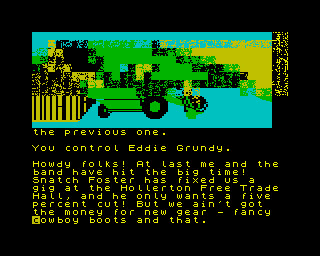 the previous one.
You control Eddie Grundy.
Howdy folks! At last me and the
band have hit the big time!
Snatch Foster has fixed us a
gig at the Hollerton Free Trade
Hall, and he only wants a five
percent cut! But we ain't got
the money for new gear - fancy
cowboy boots and that.